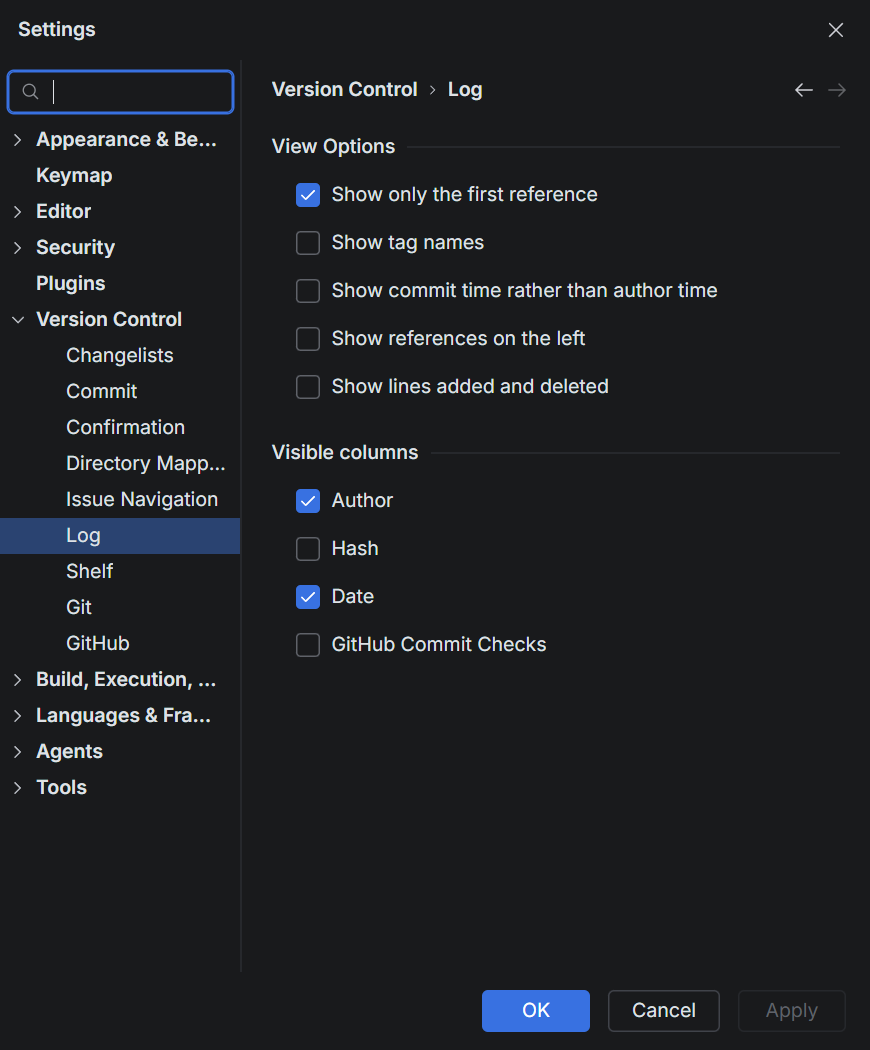 Settings
Appearance & Be...
Keymap
Editor
Security
Plugins
Version Control
Changelists
Commit
Confirmation
Directory Mapp...
Issue Navigation
Log
Shelf
Git
GitHub
Build, Execution, ...
Languages & Fra...
Agents
Tools
Version Control › Log
View Options
Show only the first reference
Show tag names
Show commit time rather than author time
Show references on the left
Show lines added and deleted
Visible columns
Author
Hash
Date
GitHub Commit Checks
OK
Cancel
Apply